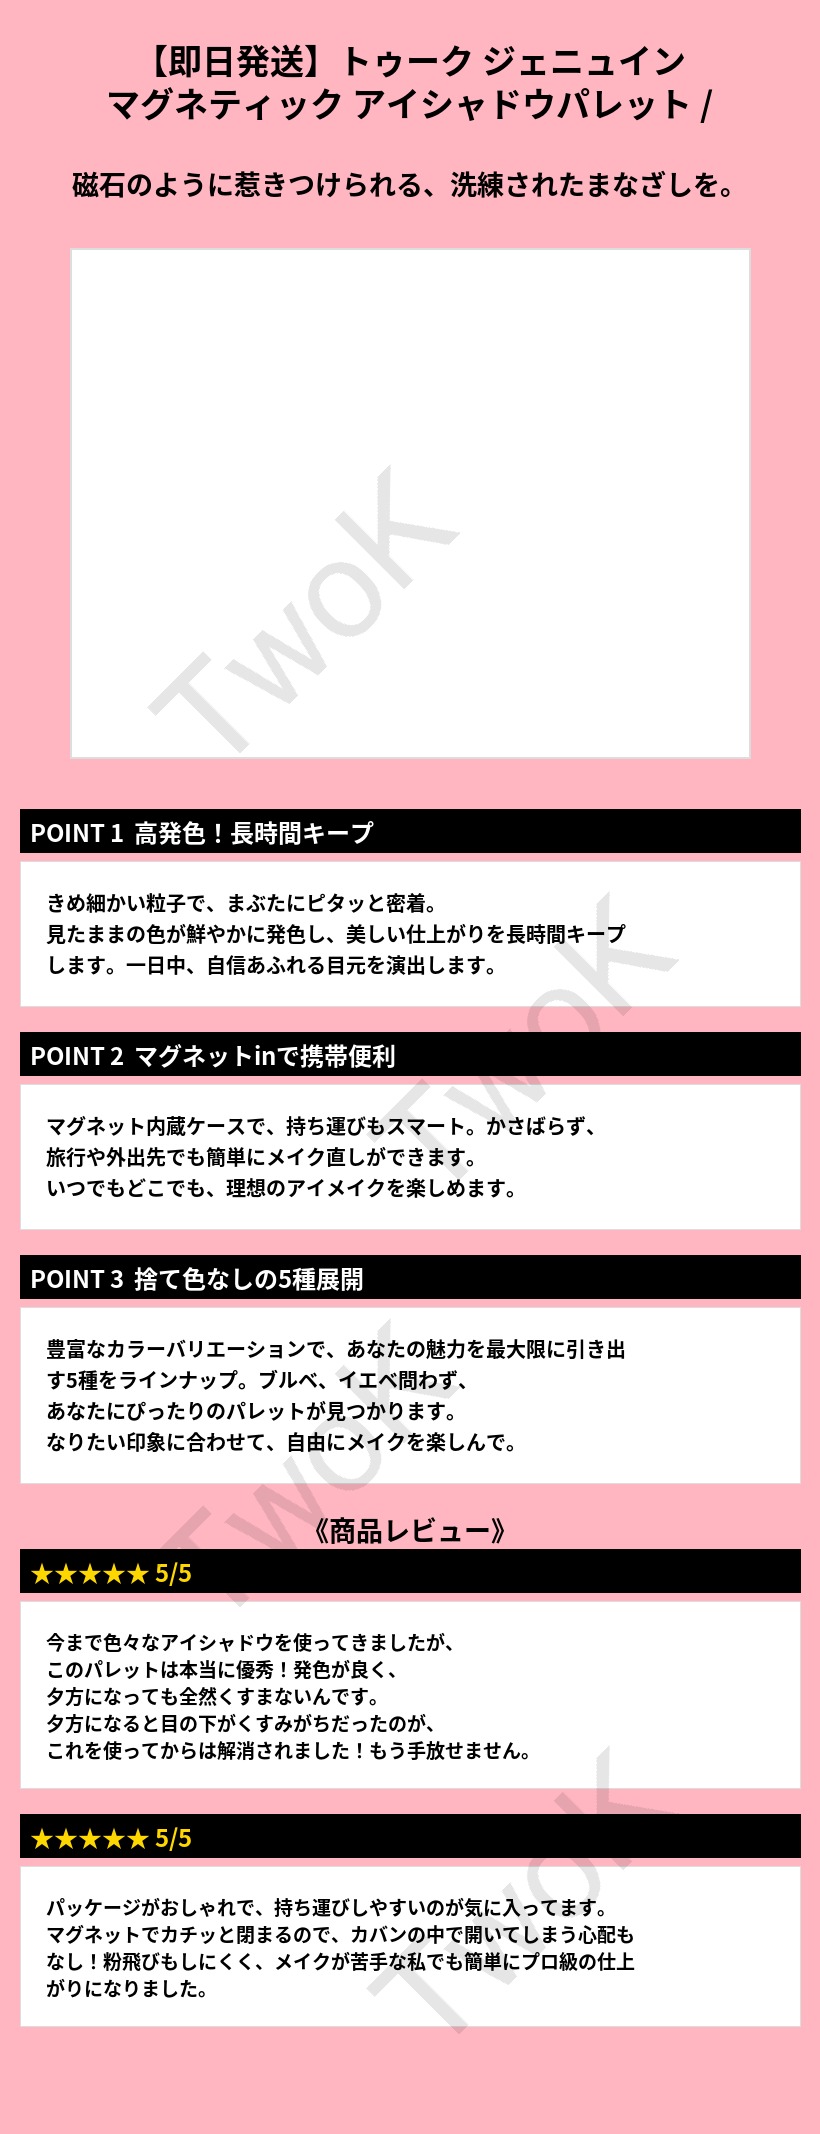 【即日発送】トゥーク ジェニュイン
マグネティック アイシャドウパレット /
磁石のように惹きつけられる、洗練されたまなざしを。
TwoK
POINT 1 高発色！長時間キープ
きめ細かい粒子で、まぶたにピタッと密着。
見たままの色が鮮やかに発色し、美しい仕上がりを長時間キープ
します。一日中、自信あふれる目元を演出します。
TwoK
POINT 2 マグネットinで携帯便利
マグネット内蔵ケースで、持ち運びもスマート。かさばらず、
旅行や外出先でも簡単にメイク直しができます。
いつでもどこでも、理想のアイメイクを楽しめます。
POINT 3 捨て色なしの5種展開
豊富なカラーバリエーションで、あなたの魅力を最大限に引き出
す5種をラインナップ。ブルベ、イエベ問わず、
あなたにぴったりのパレットが見つかります。
なりたい印象に合わせて、自由にメイクを楽しんで。
TwoK
《商品レビュー》
★★★★★ 5/5
今まで色々なアイシャドウを使ってきましたが、
このパレットは本当に優秀！発色が良く、
夕方になっても全然くすまないんです。
夕方になると目の下がくすみがちだったのが、
これを使ってからは解消されました！もう手放せません。
★★★★★ 5/5
パッケージがおしゃれで、持ち運びしやすいのが気に入ってます。
マグネットでカチッと閉まるので、カバンの中で開いてしまう心配も
なし！粉飛びもしにくく、メイクが苦手な私でも簡単にプロ級の仕上
がりになりました。
TwoK